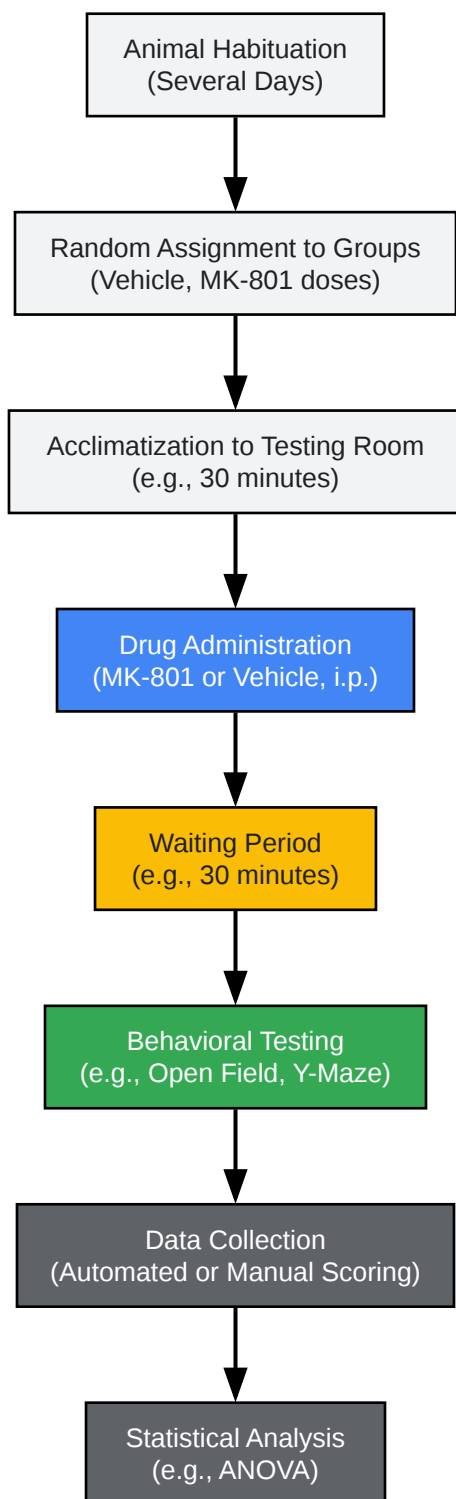 Animal Habituation
(Several Days)
Random Assignment to Groups
(Vehicle, MK-801 doses)
Acclimatization to Testing Room
(e.g., 30 minutes)
Drug Administration
(MK-801 or Vehicle, i.p.)
Waiting Period
(e.g., 30 minutes)
Behavioral Testing
(e.g., Open Field, Y-Maze)
Data Collection
(Automated or Manual Scoring)
Statistical Analysis
(e.g., ANOVA)